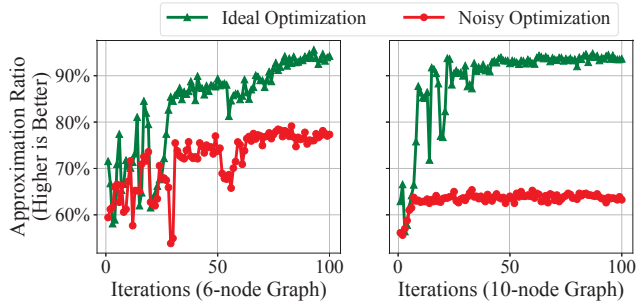 Ideal Optimization Noisy Optimization
Approximation Ratio
(Higher is Better)
90%
80%
70%
60%
0 50 100
Iterations (6-node Graph)
0 50 100
Iterations (10-node Graph)